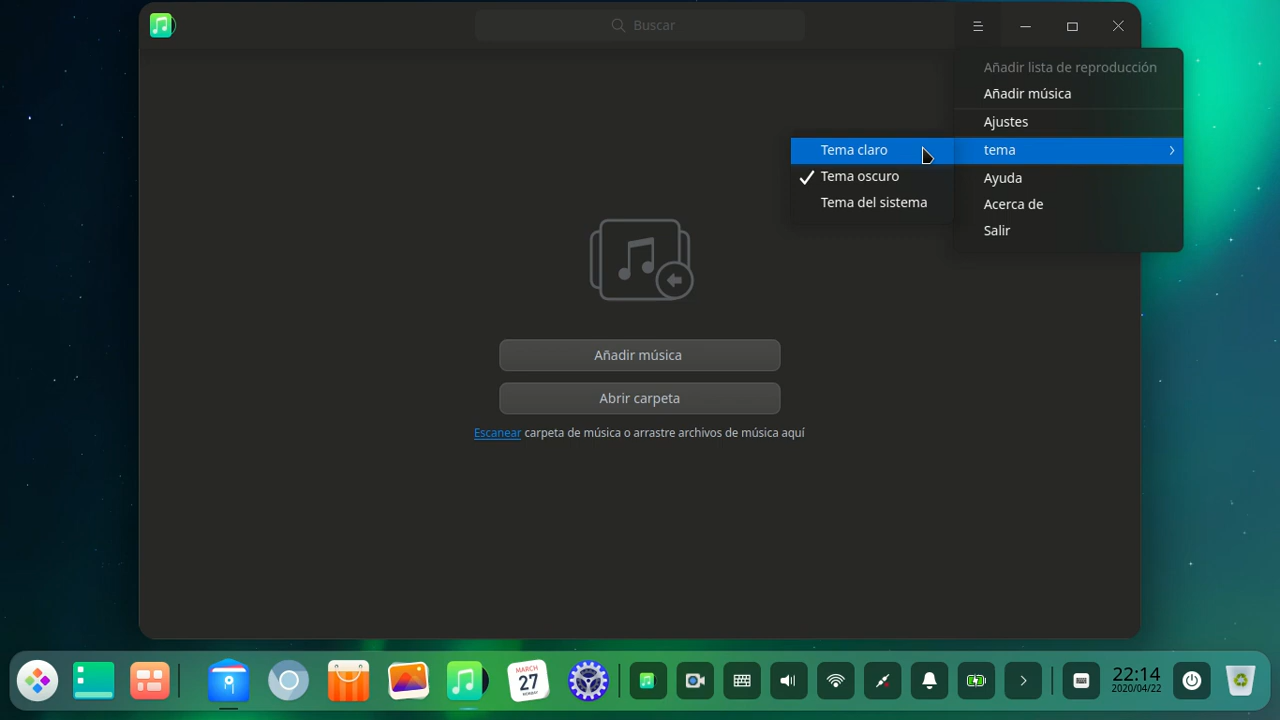 Buscar
Añadir lista de reproducción
Añadir música
Ajustes
tema
Ayuda
Acerca de
Salir
Tema claro
Tema oscuro
Tema del sistema
Añadir música
Abrir carpeta
Escanear carpeta de música o arrastre archivos de música aquí
MARCH
27
22:14
2020/04/22